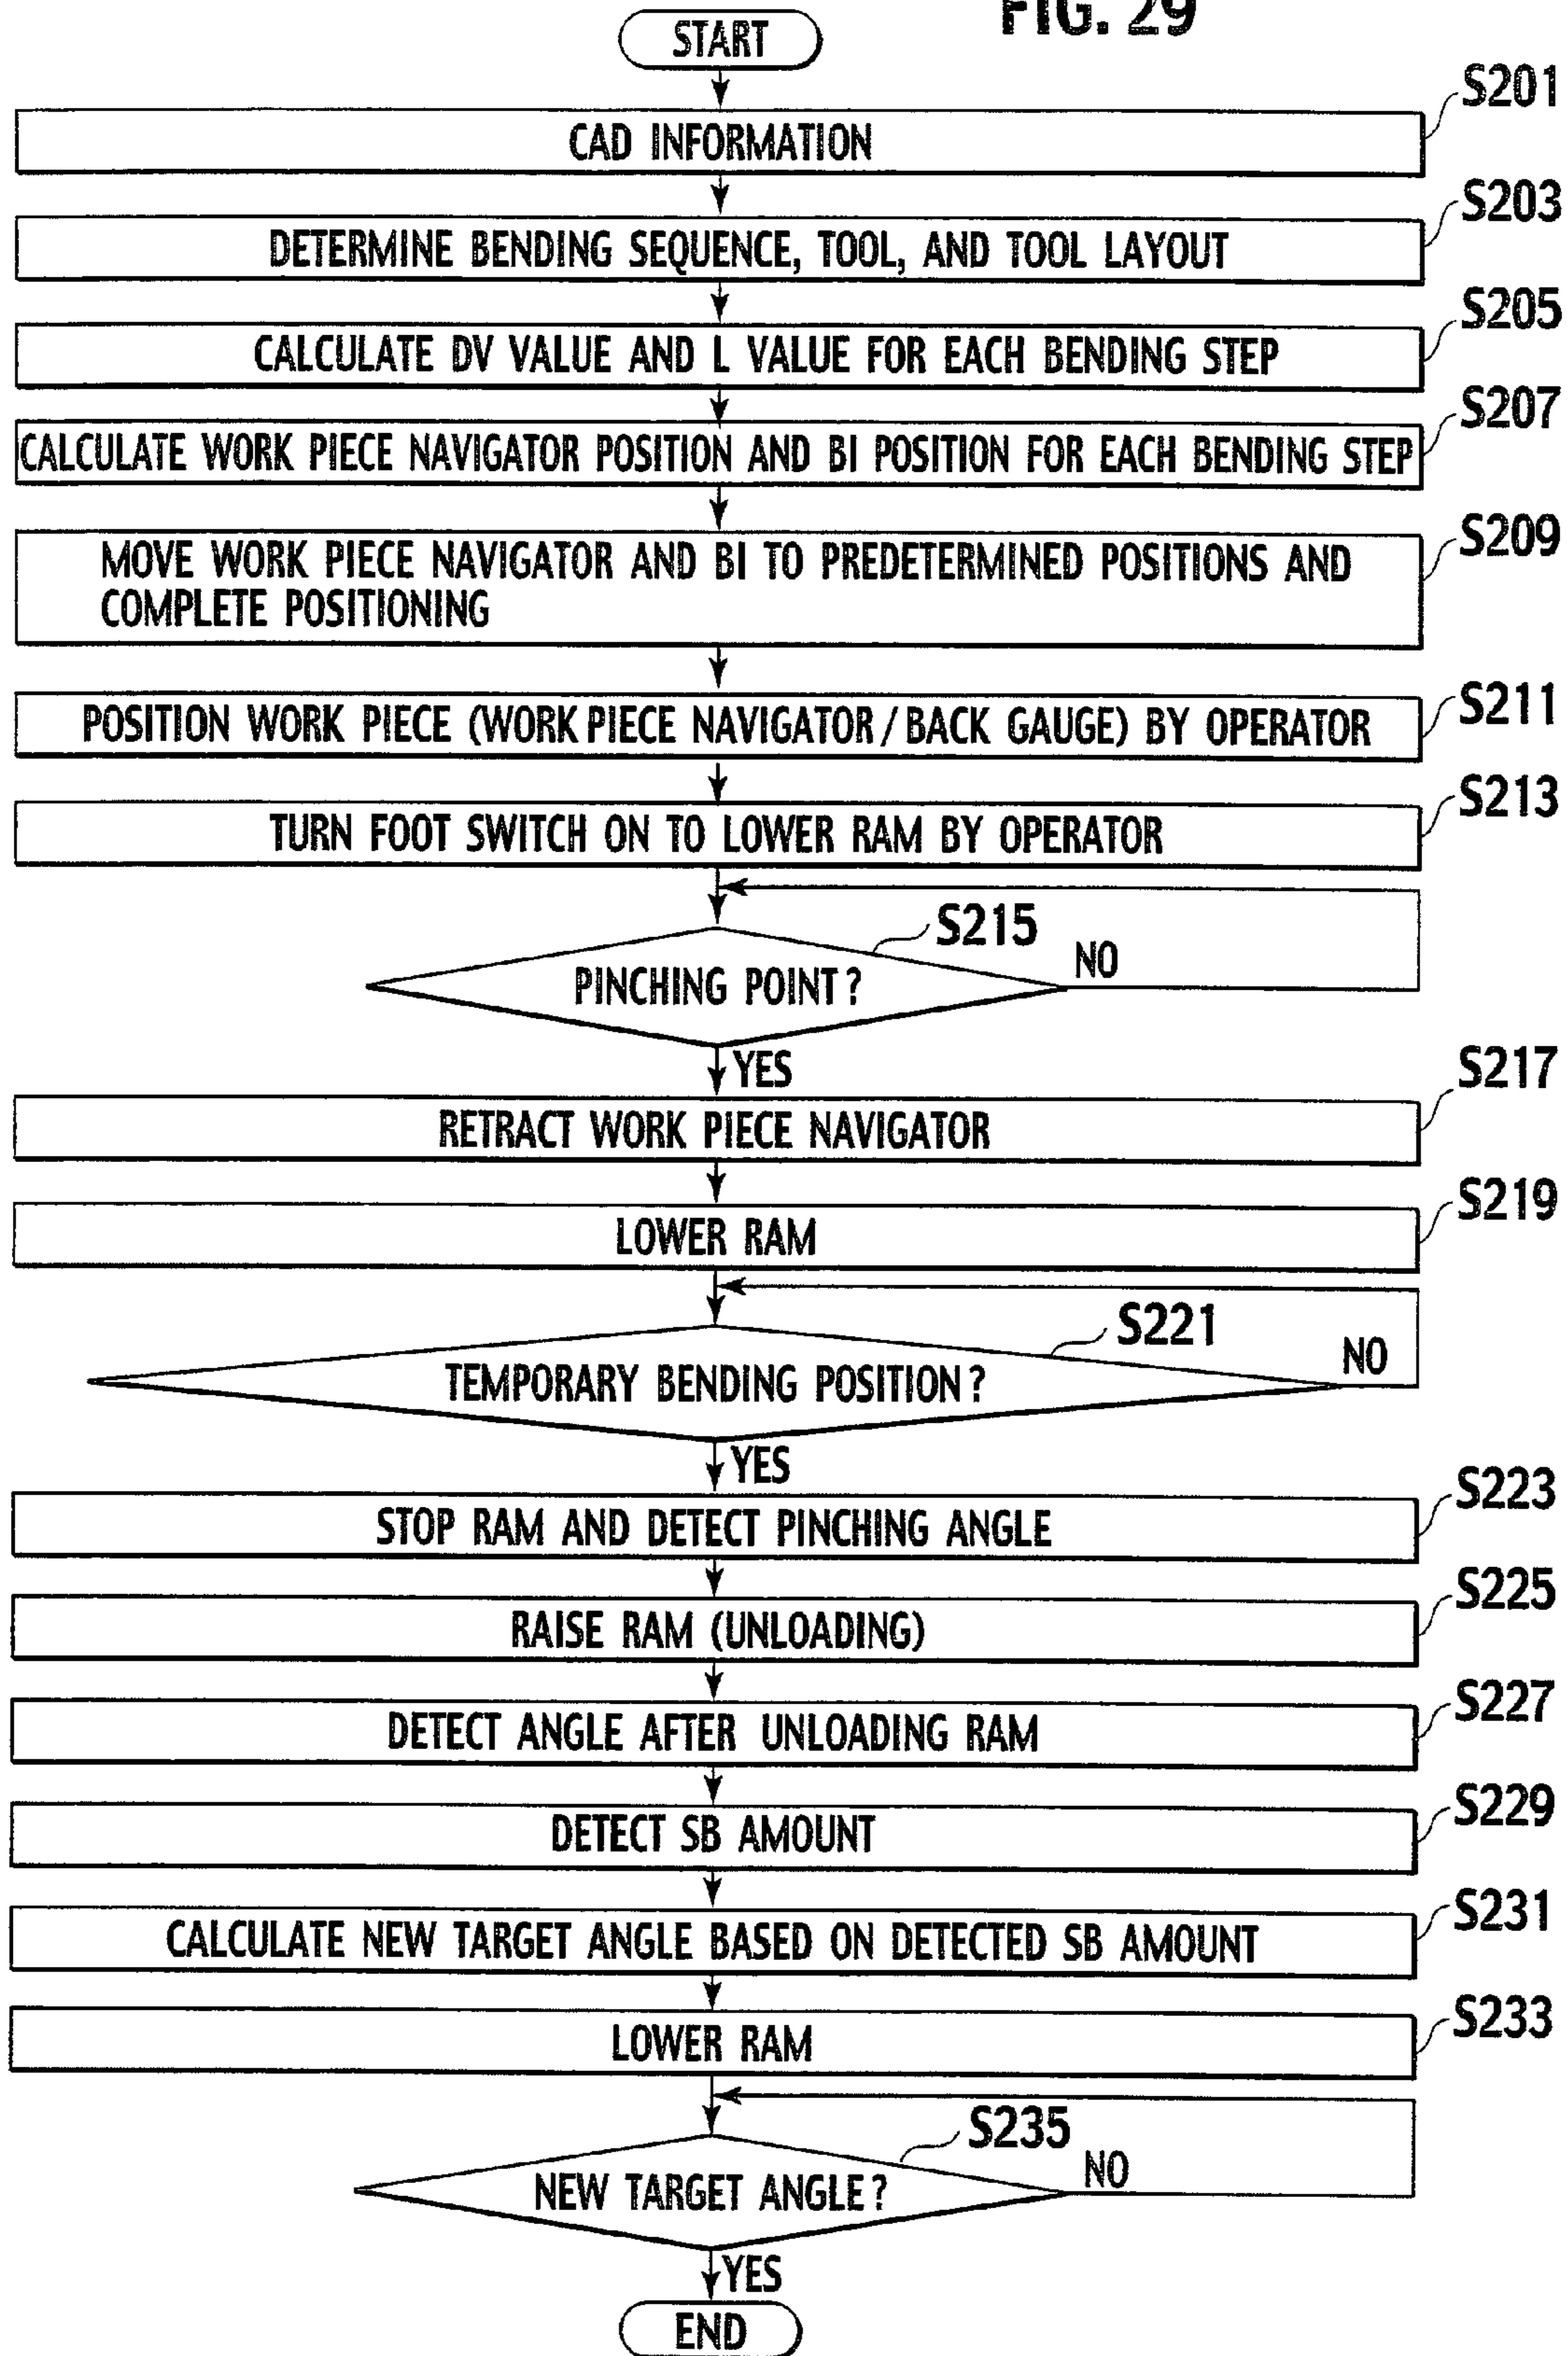 FIG. 29
START
S201
CAD INFORMATION
S203
DETERMINE BENDING SEQUENCE, TOOL, AND TOOL LAYOUT
S205
CALCULATE DV VALUE AND L VALUE FOR EACH BENDING STEP
S207
CALCULATE WORK PIECE NAVIGATOR POSITION AND BI POSITION FOR EACH BENDING STEP
S209
MOVE WORK PIECE NAVIGATOR AND BI TO PREDETERMINED POSITIONS AND
COMPLETE POSITIONING
S211
POSITION WORK PIECE (WORK PIECE NAVIGATOR / BACK GAUGE) BY OPERATOR
S213
TURN FOOT SWITCH ON TO LOWER RAM BY OPERATOR
S215
NO
PINCHING POINT ?
YES
S217
RETRACT WORK PIECE NAVIGATOR
S219
LOWER RAM
S221
NO
TEMPORARY BENDING POSITION ?
YES
S223
STOP RAM AND DETECT PINCHING ANGLE
S225
RAISE RAM (UNLOADING)
S227
DETECT ANGLE AFTER UNLOADING RAM
S229
DETECT SB AMOUNT
S231
CALCULATE NEW TARGET ANGLE BASED ON DETECTED SB AMOUNT
S233
LOWER RAM
S235
NO
NEW TARGET ANGLE ?
YES
END